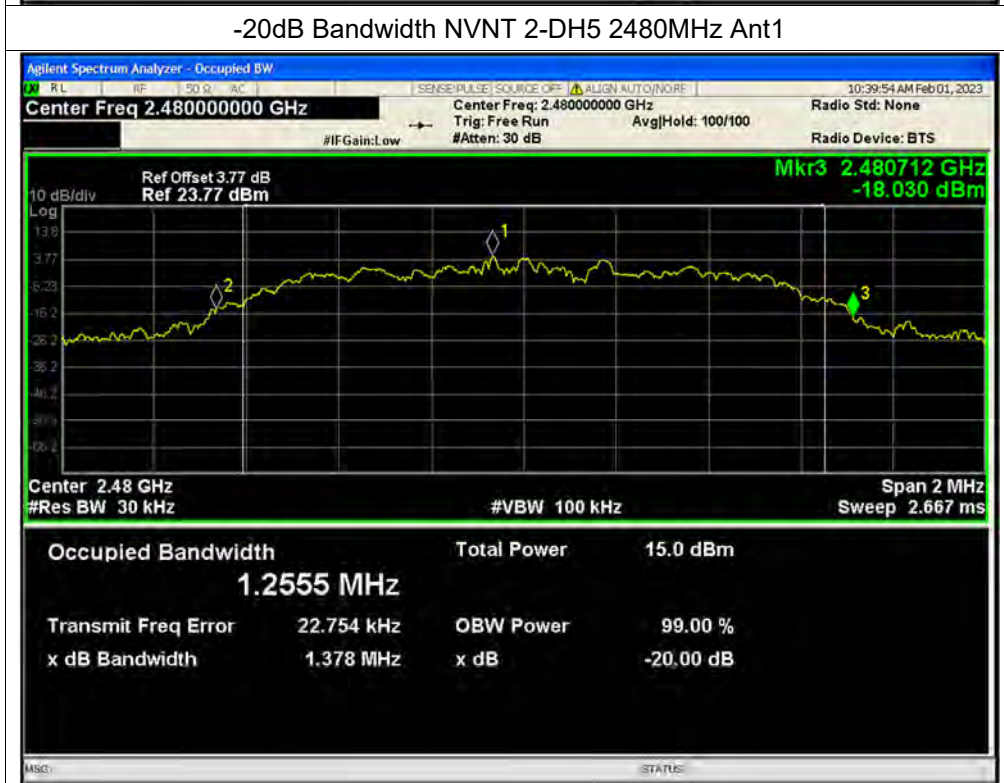 -20dB Bandwidth NVNT 2-DH5 2480MHz Ant1
Agilent Spectrum Analyzer - Occupied BW
RL RF 50 Ω AC SENSE:PULSE SOURCE OFF ALIGN AUTO/NORF 10:39:54 AM Feb 01, 2023
Center Freq 2.480000000 GHz Center Freq: 2.480000000 GHz Radio Std: None
Trig: Free Run Avg|Hold: 100/100
#IFGain:Low #Atten: 30 dB Radio Device: BTS
Mkr3 2.480712 GHz
-18.030 dBm
Ref Offset 3.77 dB
10 dB/div Ref 23.77 dBm
Log
13.8
3.77
-6.23
-16.2
-26.2
-36.2
-46.2
1
2
3
Center 2.48 GHz Span 2 MHz
#Res BW 30 kHz #VBW 100 kHz Sweep 2.667 ms
Occupied Bandwidth Total Power 15.0 dBm
1.2555 MHz
Transmit Freq Error 22.754 kHz OBW Power 99.00 %
x dB Bandwidth 1.378 MHz x dB -20.00 dB
MSG STATUS